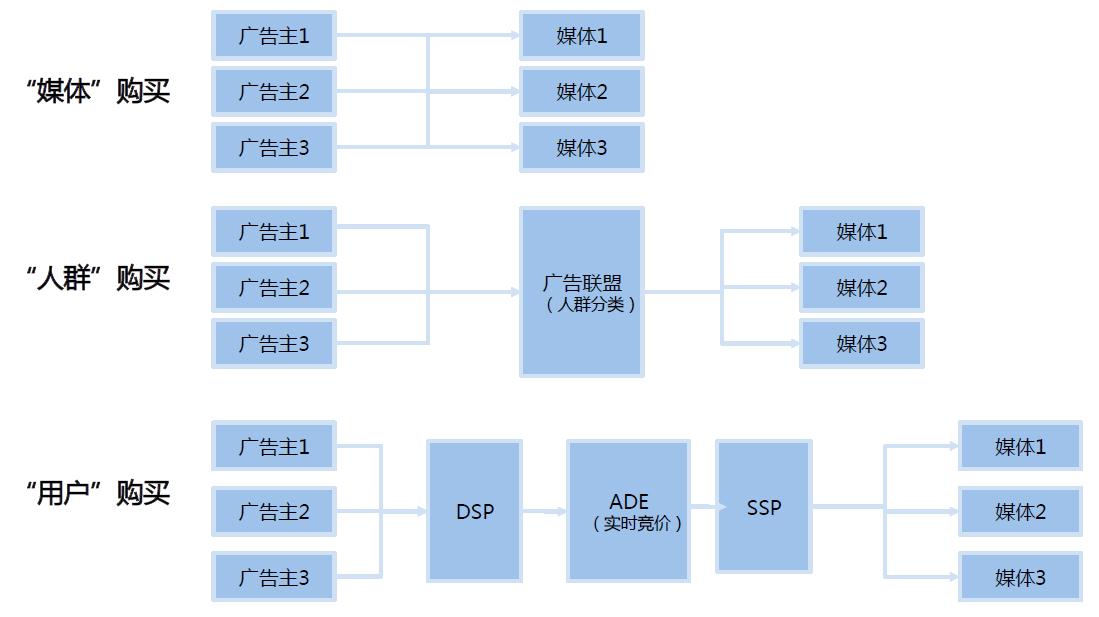 广告主1
媒体1
“媒体”购买
广告主2
媒体2
广告主3
媒体3
广告主1
媒体1
“人群”购买
广告主2
广告联盟
（人群分类）
媒体2
广告主3
媒体3
广告主1
媒体1
“用户”购买
广告主2
DSP
ADE
（实时竞价）
SSP
媒体2
广告主3
媒体3